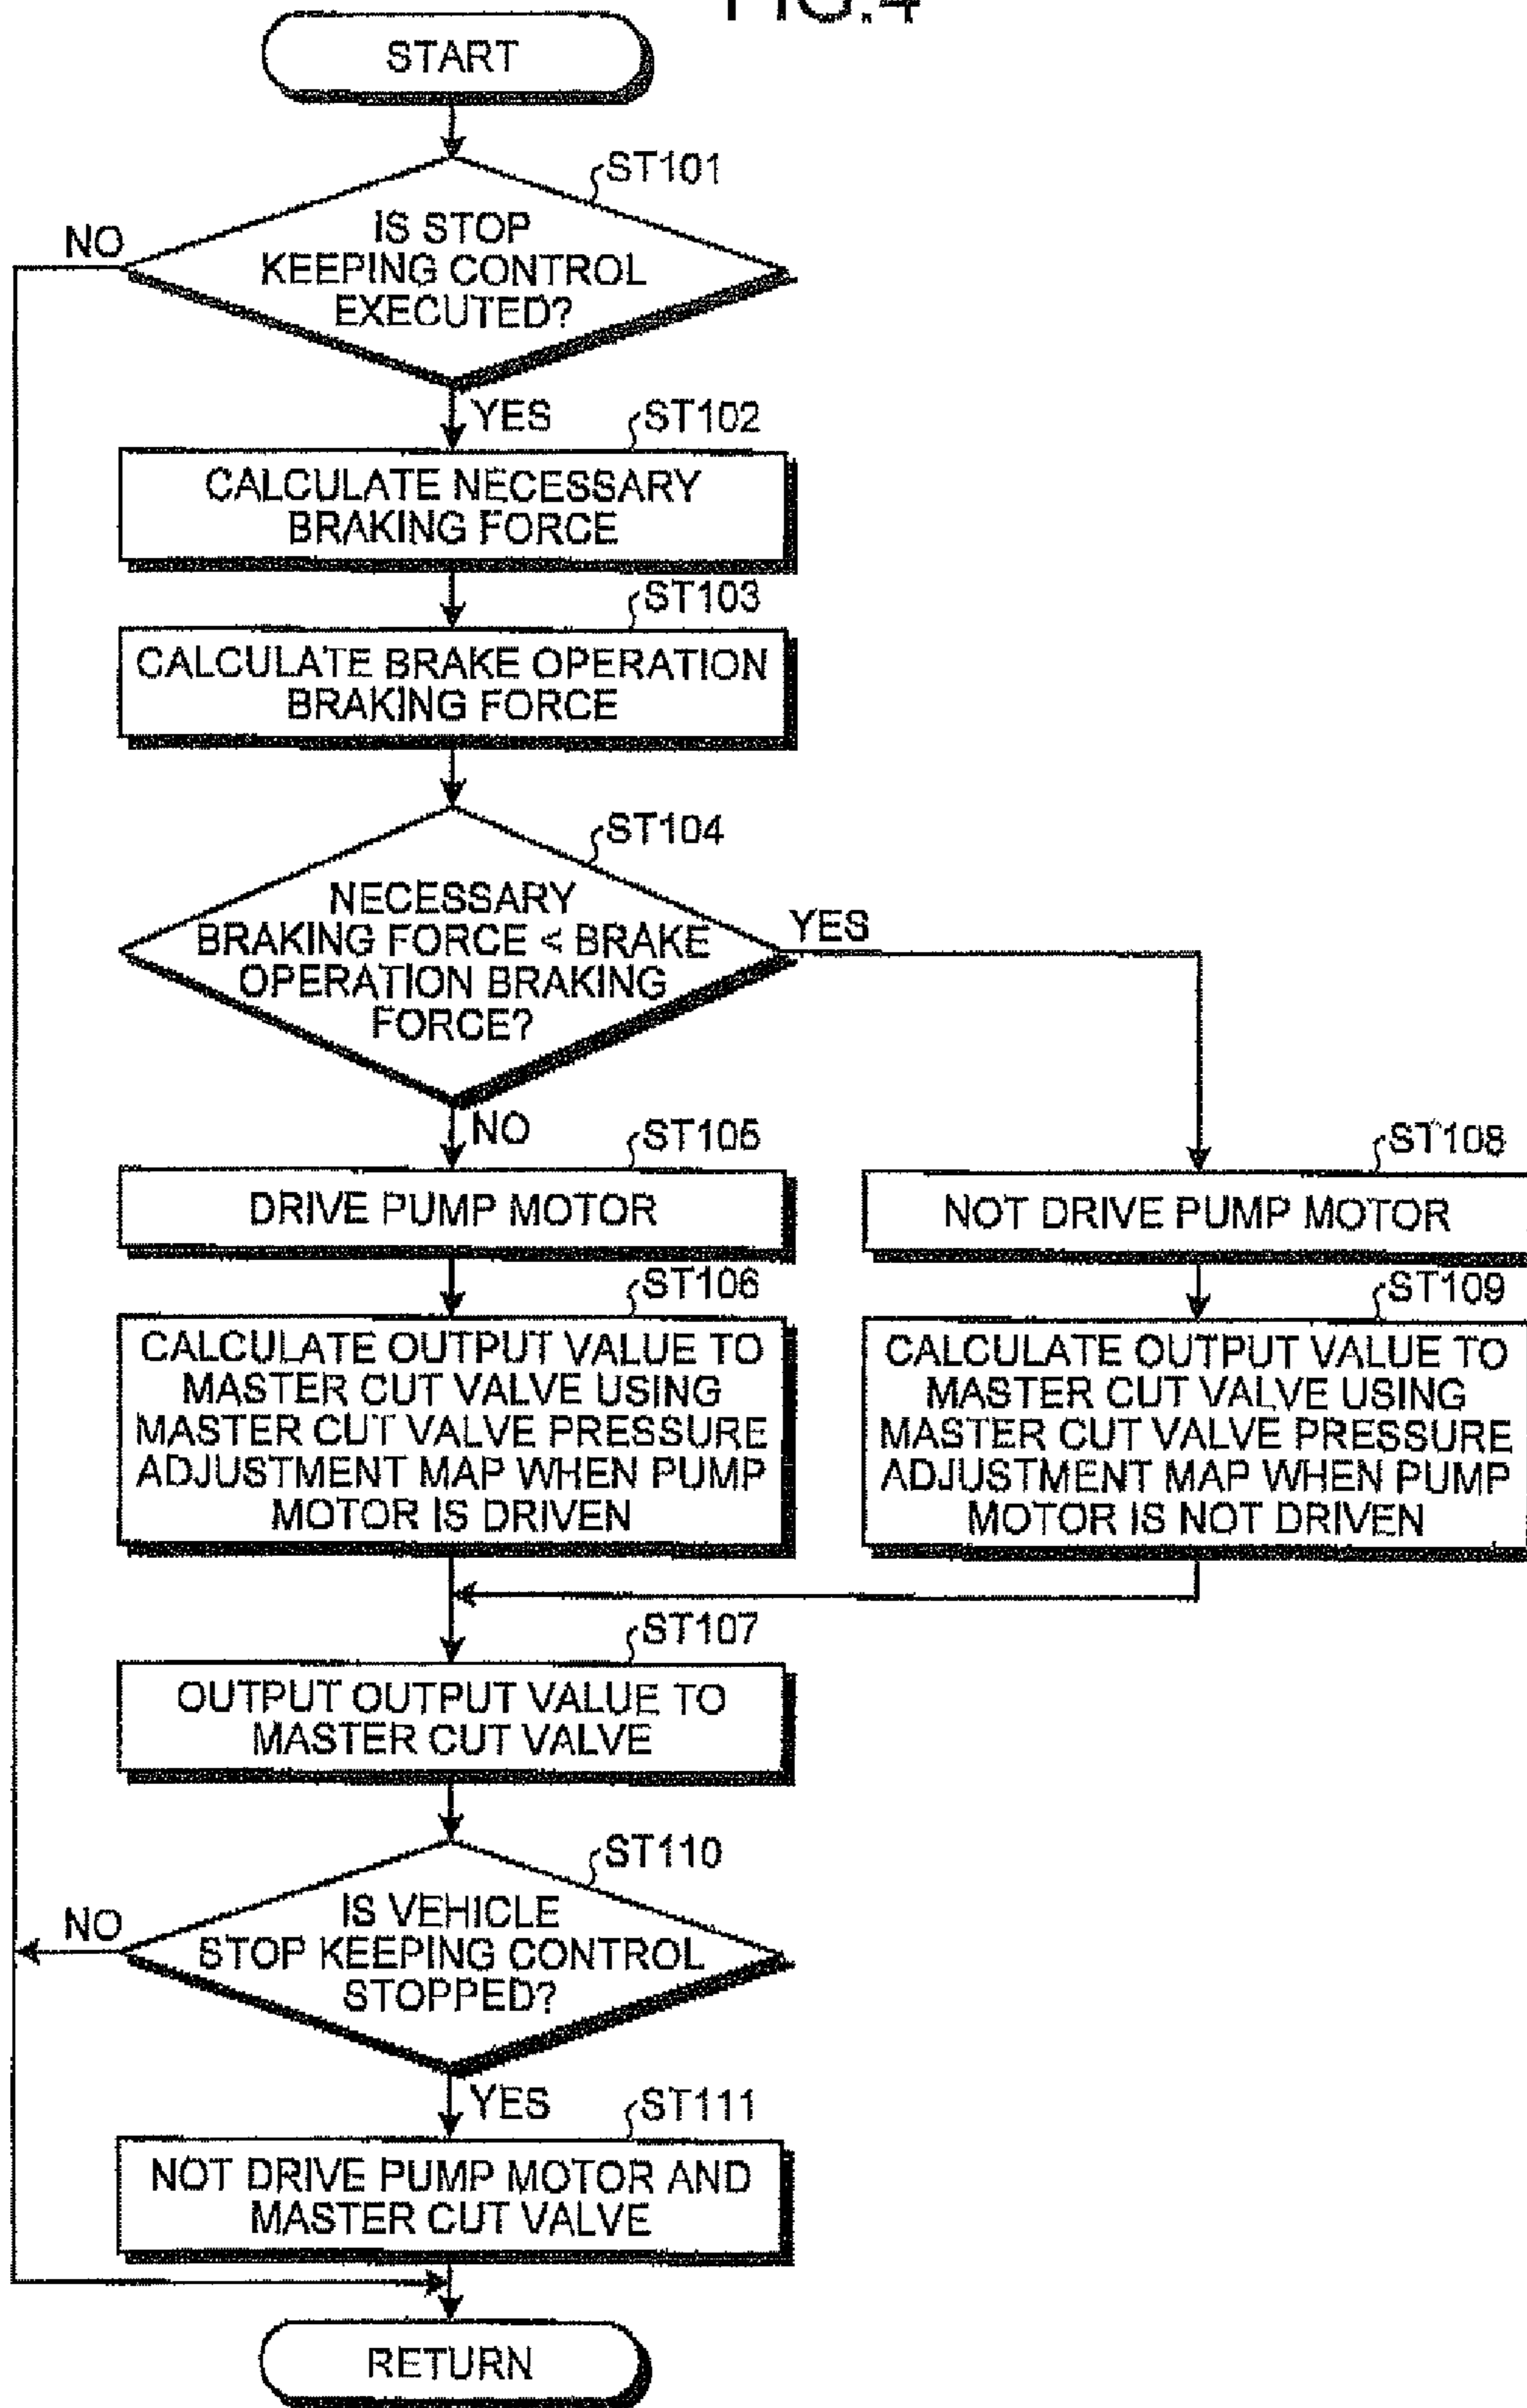 FIG.4
START
ST101
NO
IS STOP
KEEPING CONTROL
EXECUTED?
YES
ST102
CALCULATE NECESSARY
BRAKING FORCE
ST103
CALCULATE BRAKE OPERATION
BRAKING FORCE
ST104
NECESSARY
BRAKING FORCE < BRAKE
OPERATION BRAKING
FORCE?
YES
NO
ST105
DRIVE PUMP MOTOR
ST108
NOT DRIVE PUMP MOTOR
ST106
CALCULATE OUTPUT VALUE TO
MASTER CUT VALVE USING
MASTER CUT VALVE PRESSURE
ADJUSTMENT MAP WHEN PUMP
MOTOR IS DRIVEN
ST109
CALCULATE OUTPUT VALUE TO
MASTER CUT VALVE USING
MASTER CUT VALVE PRESSURE
ADJUSTMENT MAP WHEN PUMP
MOTOR IS NOT DRIVEN
ST107
OUTPUT OUTPUT VALUE TO
MASTER CUT VALVE
ST110
NO
IS VEHICLE
STOP KEEPING CONTROL
STOPPED?
YES
ST111
NOT DRIVE PUMP MOTOR AND
MASTER CUT VALVE
RETURN